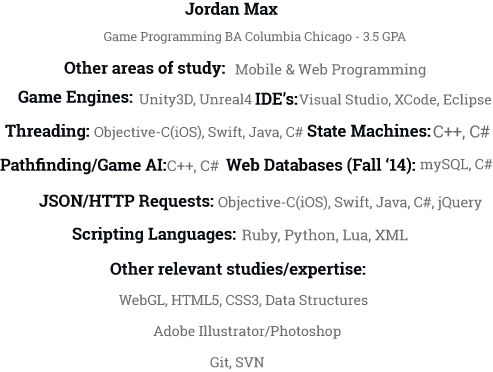 Jordan Max
Game Programming BA Columbia Chicago - 3.5 GPA
Other areas of study: Mobile & Web Programming
Game Engines: Unity3D, Unreal4 IDE's: Visual Studio, XCode, Eclipse
Threading: Objective-C(iOS), Swift, Java, C# State Machines: C++, C#
Pathfinding/Game AI: C++, C# Web Databases (Fall '14): mySQL, C#
JSON/HTTP Requests: Objective-C(iOS), Swift, Java, C#, jQuery
Scripting Languages: Ruby, Python, Lua, XML
Other relevant studies/expertise:
WebGL, HTML5, CSS3, Data Structures
Adobe Illustrator/Photoshop
Git, SVN